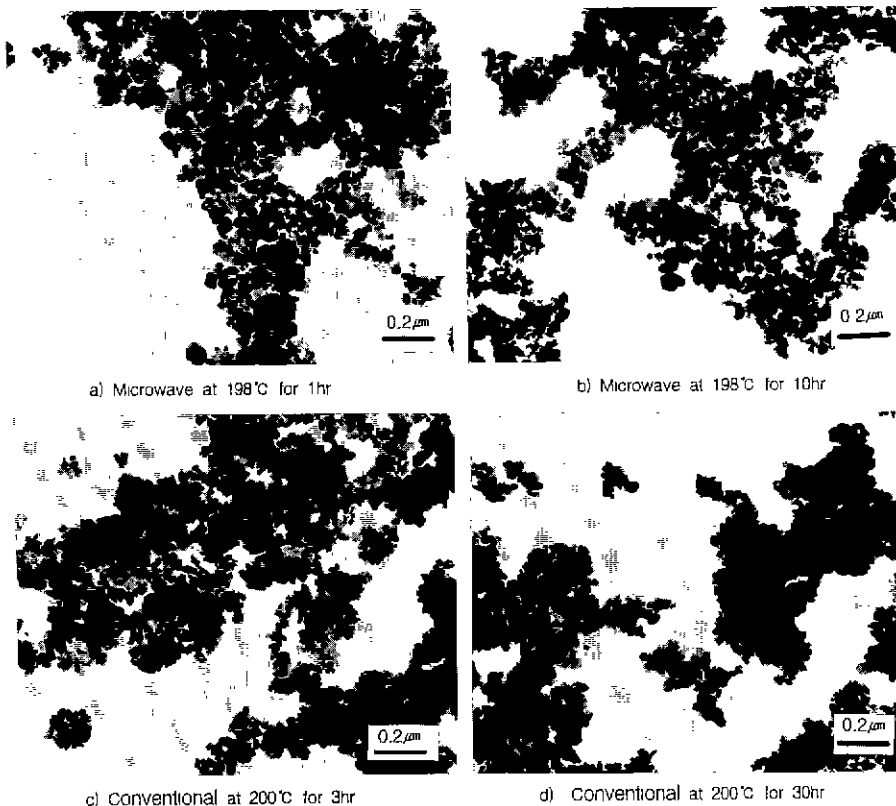 0.2㎛
0 2㎛
a) Microwave at 198℃ for 1hr
b) Microwave at 198℃ for 10hr
0.2㎛
0.2㎛
c) Conventional at 200℃ for 3hr
d) Conventional at 200℃ for 30hr